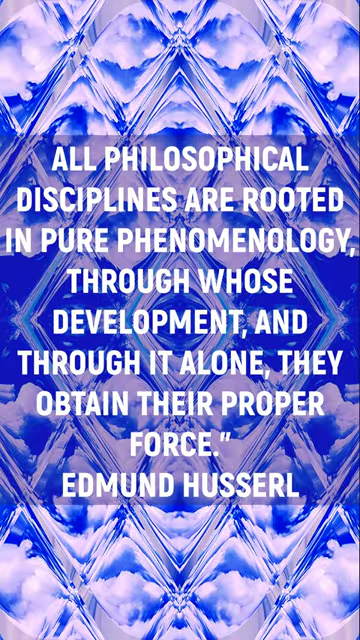 ALL PHILOSOPHICAL
DISCIPLINES ARE ROOTED
IN PURE PHENOMENOLOGY,
THROUGH WHOSE
DEVELOPMENT, AND
THROUGH IT ALONE, THEY
OBTAIN THEIR PROPER
FORCE.”
EDMUND HUSSERL